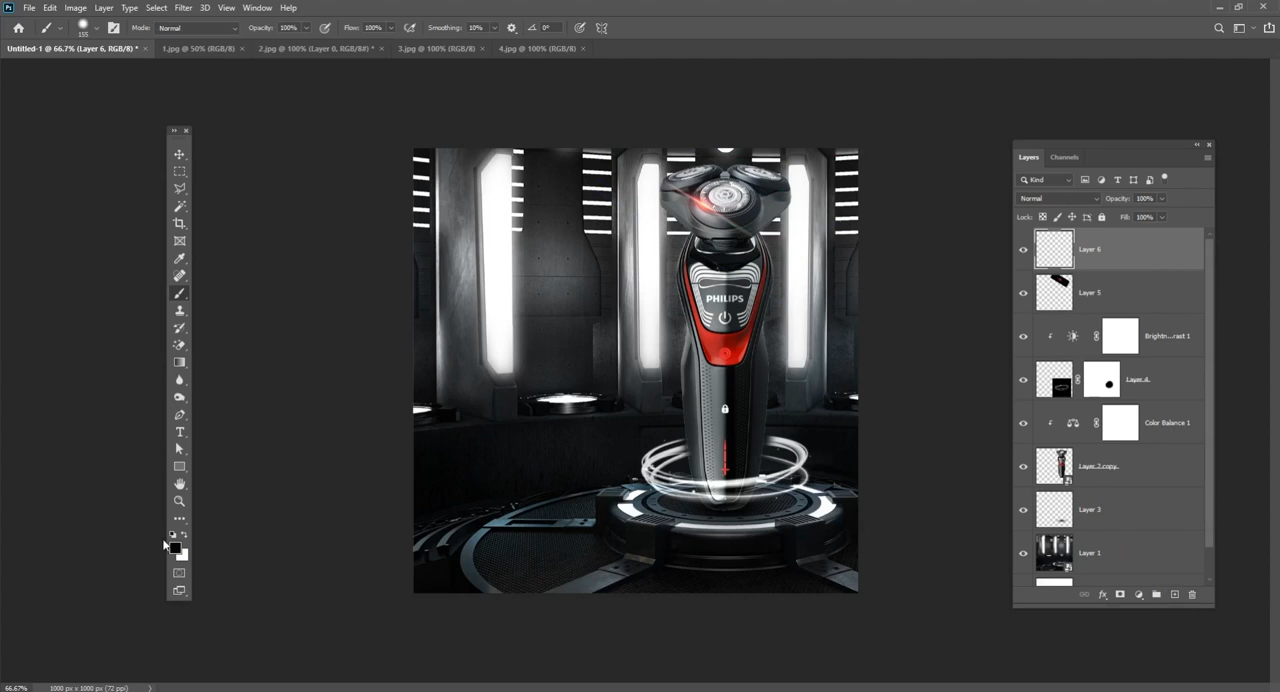 Ps File Edit Image Layer Type Select Filter 3D View Window Help
155 Mode: Normal Opacity: 100% Flow: 100% Smoothing: 10% 0°
Untitled-1 @ 66.7% (Layer 6, RGB/8) * 1.jpg @ 50% (RGB/8) 2.jpg @ 100% (Layer 0, RGB/8#) * 3.jpg @ 100% (RGB/8) 4.jpg @ 100% (RGB/8)
Layers Channels
Kind
Normal Opacity: 100%
Lock: Fill: 100%
Layer 6
Layer 5
PHILIPS
Brightn...rast 1
Layer 4
Color Balance 1
Layer 2 copy
Layer 3
Layer 1
fx
66.67% 1000 px x 1000 px (72 ppi)